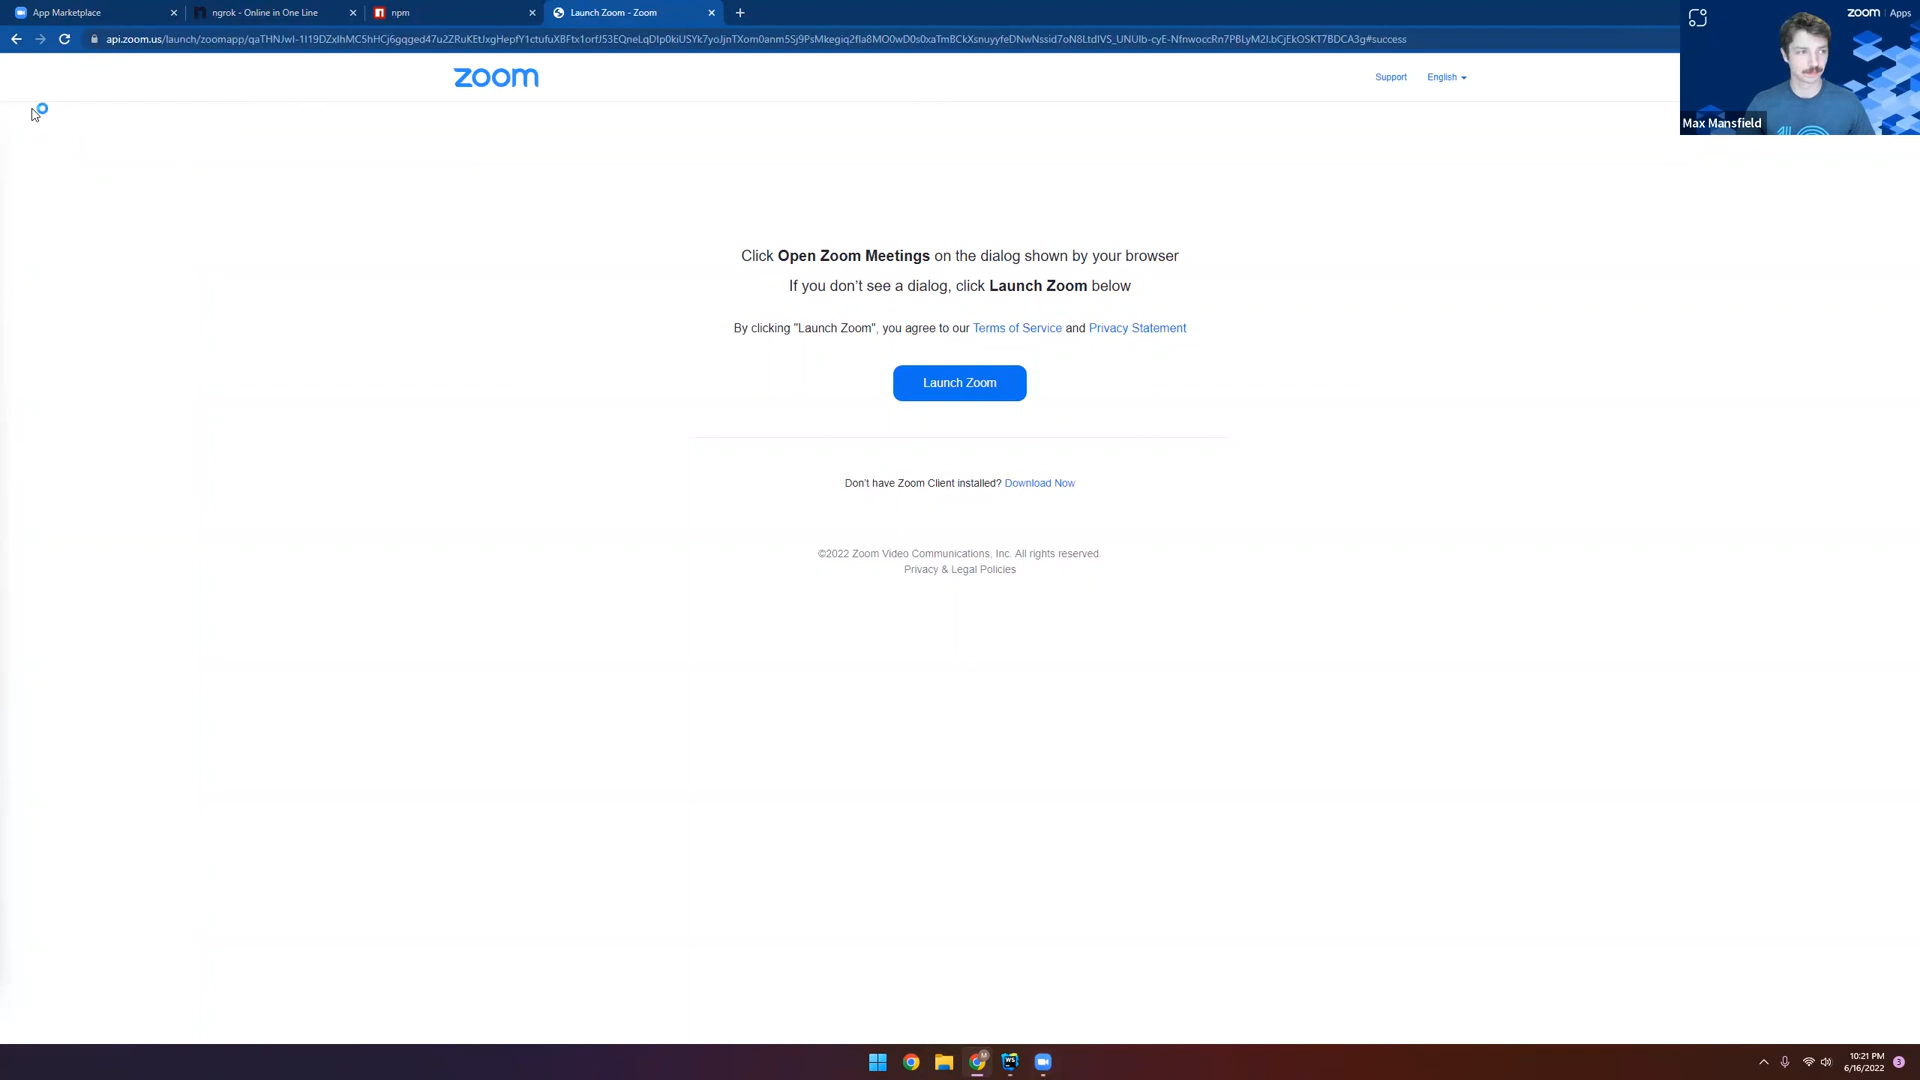 App Marketplace
ngrok - Online in One Line
npm
Launch Zoom - Zoom
zoom | Apps
zoom
Support
English
Max Mansfield
Click Open Zoom Meetings on the dialog shown by your browser
If you don't see a dialog, click Launch Zoom below
By clicking "Launch Zoom", you agree to our Terms of Service and Privacy Statement
Launch Zoom
Don't have Zoom Client installed? Download Now
©2022 Zoom Video Communications, Inc. All rights reserved.
Privacy & Legal Policies
WS
10:21 PM
6/16/2022
3